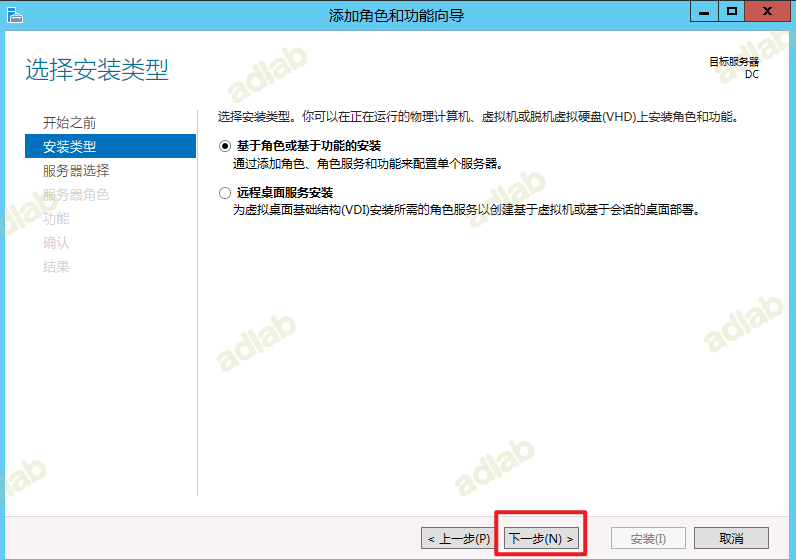 添加角色和功能向导
选择安装类型
目标服务器
DC
开始之前
安装类型
服务器选择
服务器角色
功能
确认
结果
选择安装类型。你可以在正在运行的物理计算机、虚拟机或脱机虚拟硬盘(VHD)上安装角色和功能。
基于角色或基于功能的安装
通过添加角色、角色服务和功能来配置单个服务器。
远程桌面服务安装
为虚拟桌面基础结构(VDI)安装所需的角色服务以创建基于虚拟机或基于会话的桌面部署。
< 上一步(P)
下一步(N) >
安装(I)
取消
adlab
adlab
adlab
adlab
adlab
adlab
adlab
adlab